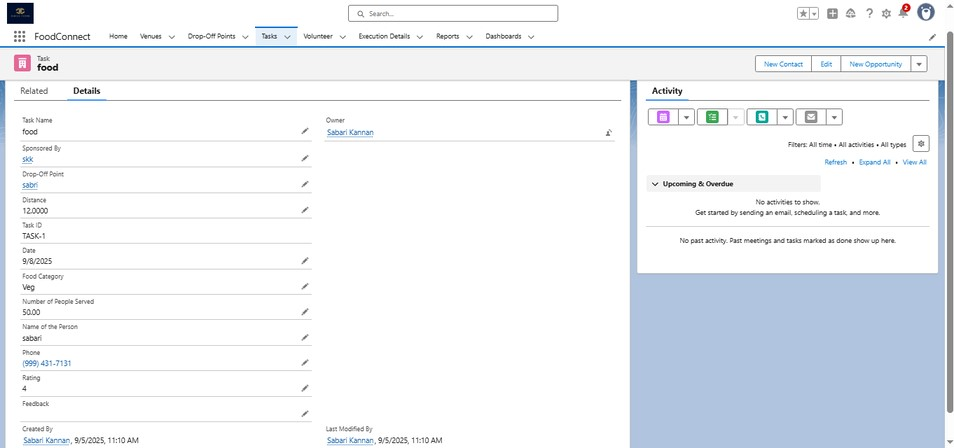 Search...
2
FoodConnect Home Venues Drop-Off Points Tasks Volunteer Execution Details Reports Dashboards
Task
food
New Contact Edit New Opportunity
Related Details
Task Name
food
Sponsored By
skk
Drop-Off Point
sabri
Distance
12.0000
Task ID
TASK-1
Date
9/8/2025
Food Category
Veg
Number of People Served
50.00
Name of the Person
sabari
Phone
(999) 431-7131
Rating
4
Feedback
Created By
Sabari Kannan, 9/5/2025, 11:10 AM
Owner
Sabari Kannan
Last Modified By
Sabari Kannan, 9/5/2025, 11:10 AM
Activity
Filters: All time • All activities • All types
Refresh • Expand All • View All
Upcoming & Overdue
No activities to show.
Get started by sending an email, scheduling a task, and more.
No past activity. Past meetings and tasks marked as done show up here.